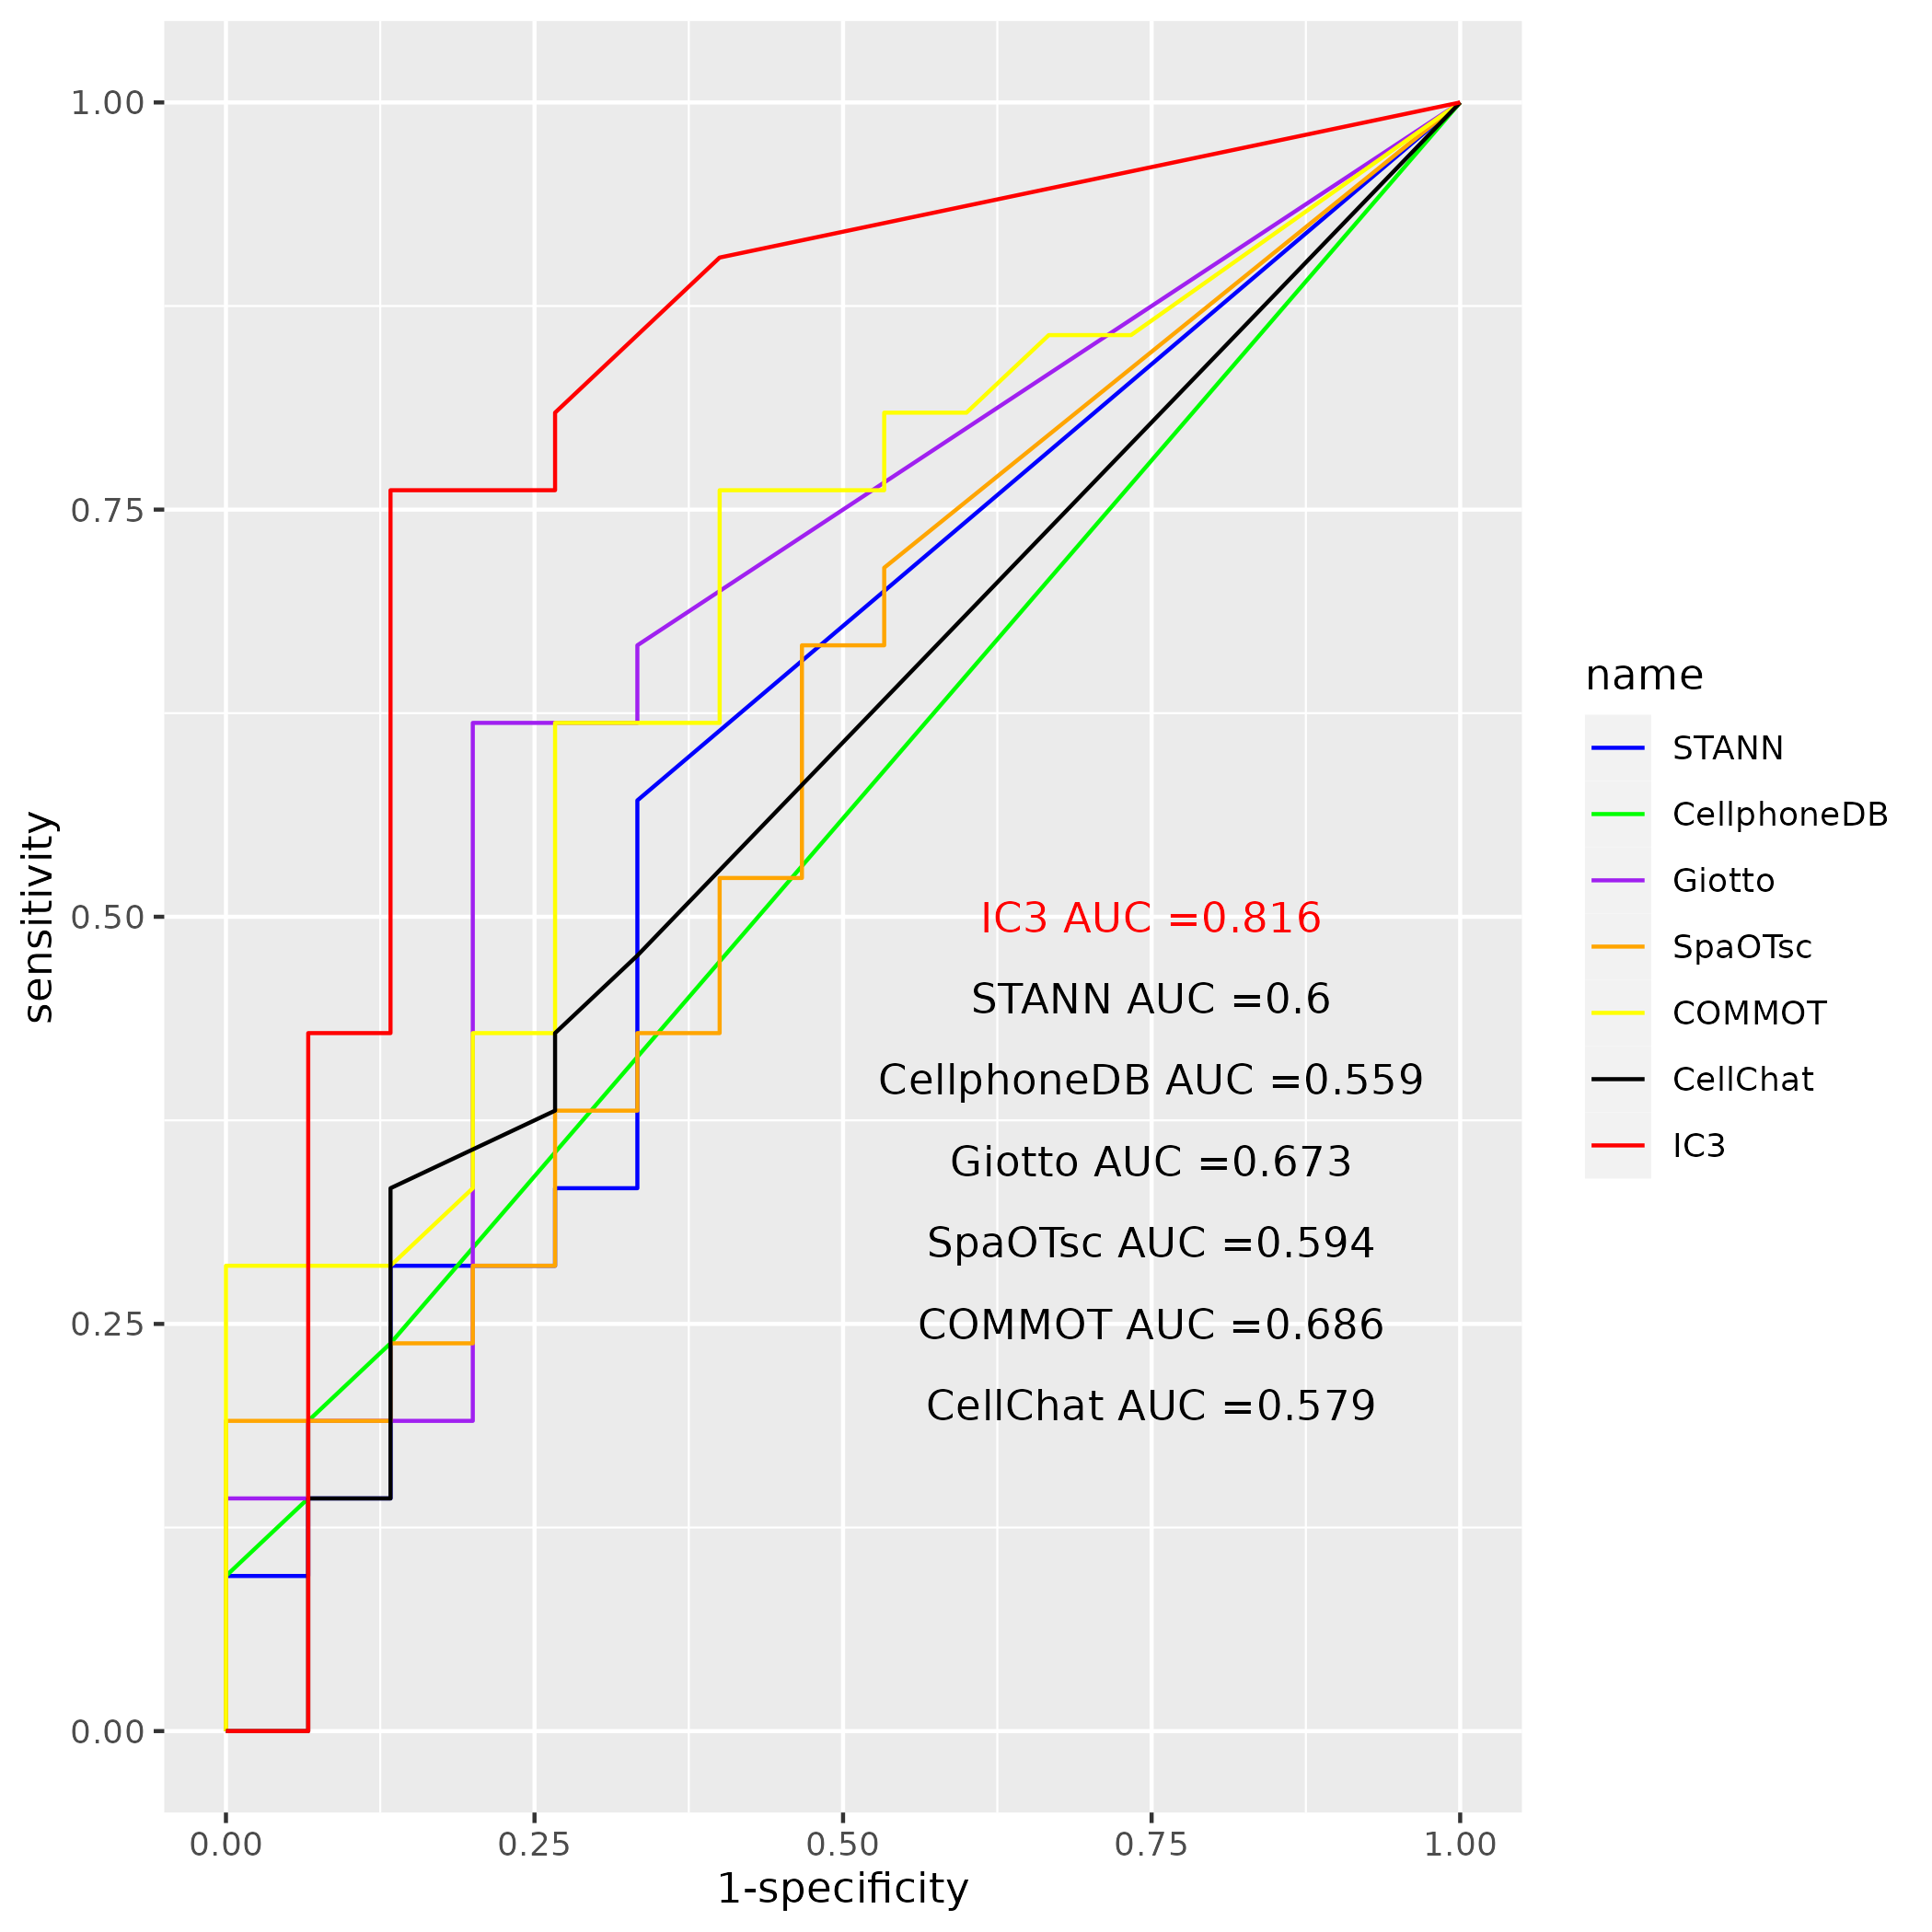 1.00
0.75
0.50
0.25
0.00
sensitivity
0.00 0.25 0.50 0.75 1.00
1-specificity
IC3 AUC =0.816
STANN AUC =0.6
CellphoneDB AUC =0.559
Giotto AUC =0.673
SpaOTsc AUC =0.594
COMMOT AUC =0.686
CellChat AUC =0.579
name
STANN
CellphoneDB
Giotto
SpaOTsc
COMMOT
CellChat
IC3